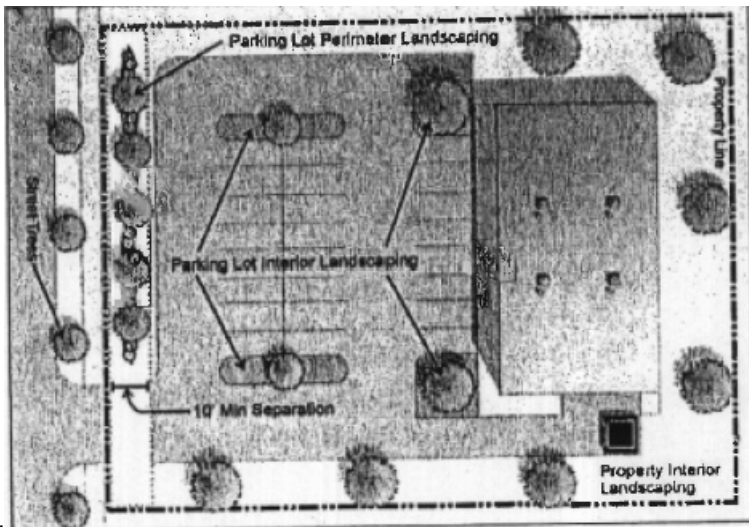 Parking Lot Perimeter Landscaping
Property Line
Street Trees
Parking Lot Interior Landscaping
10' Min Separation
Property Interior
Landscaping